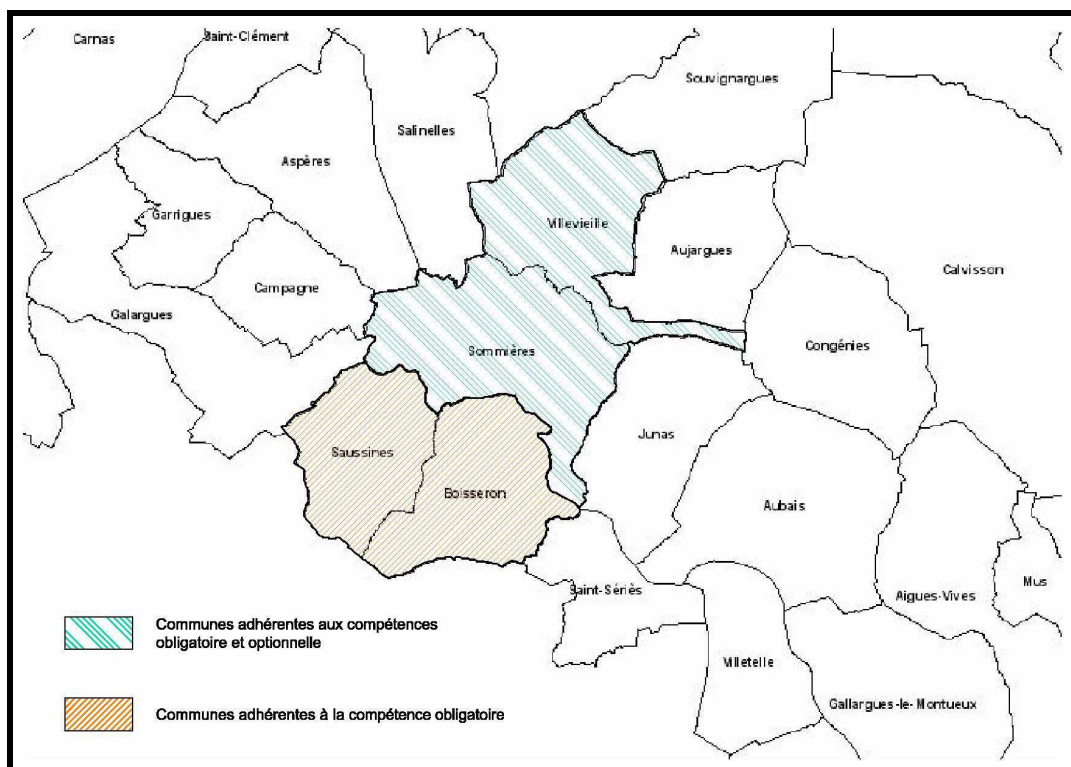 Carnas
Saint-Clément
Souvignargues
Salinelles
Aspères
Garrigues
Villevieille
Aujargues
Calvisson
Campagne
Galargues
Sommières
Congénies
Junas
Saussines
Boisseron
Aubais
Saint-Sériès
Aigues-Vives
Mus
Villetelle
Gallargues-le-Montueux
Communes adhérentes aux compétences
obligatoire et optionnelle
Communes adhérentes à la compétence obligatoire